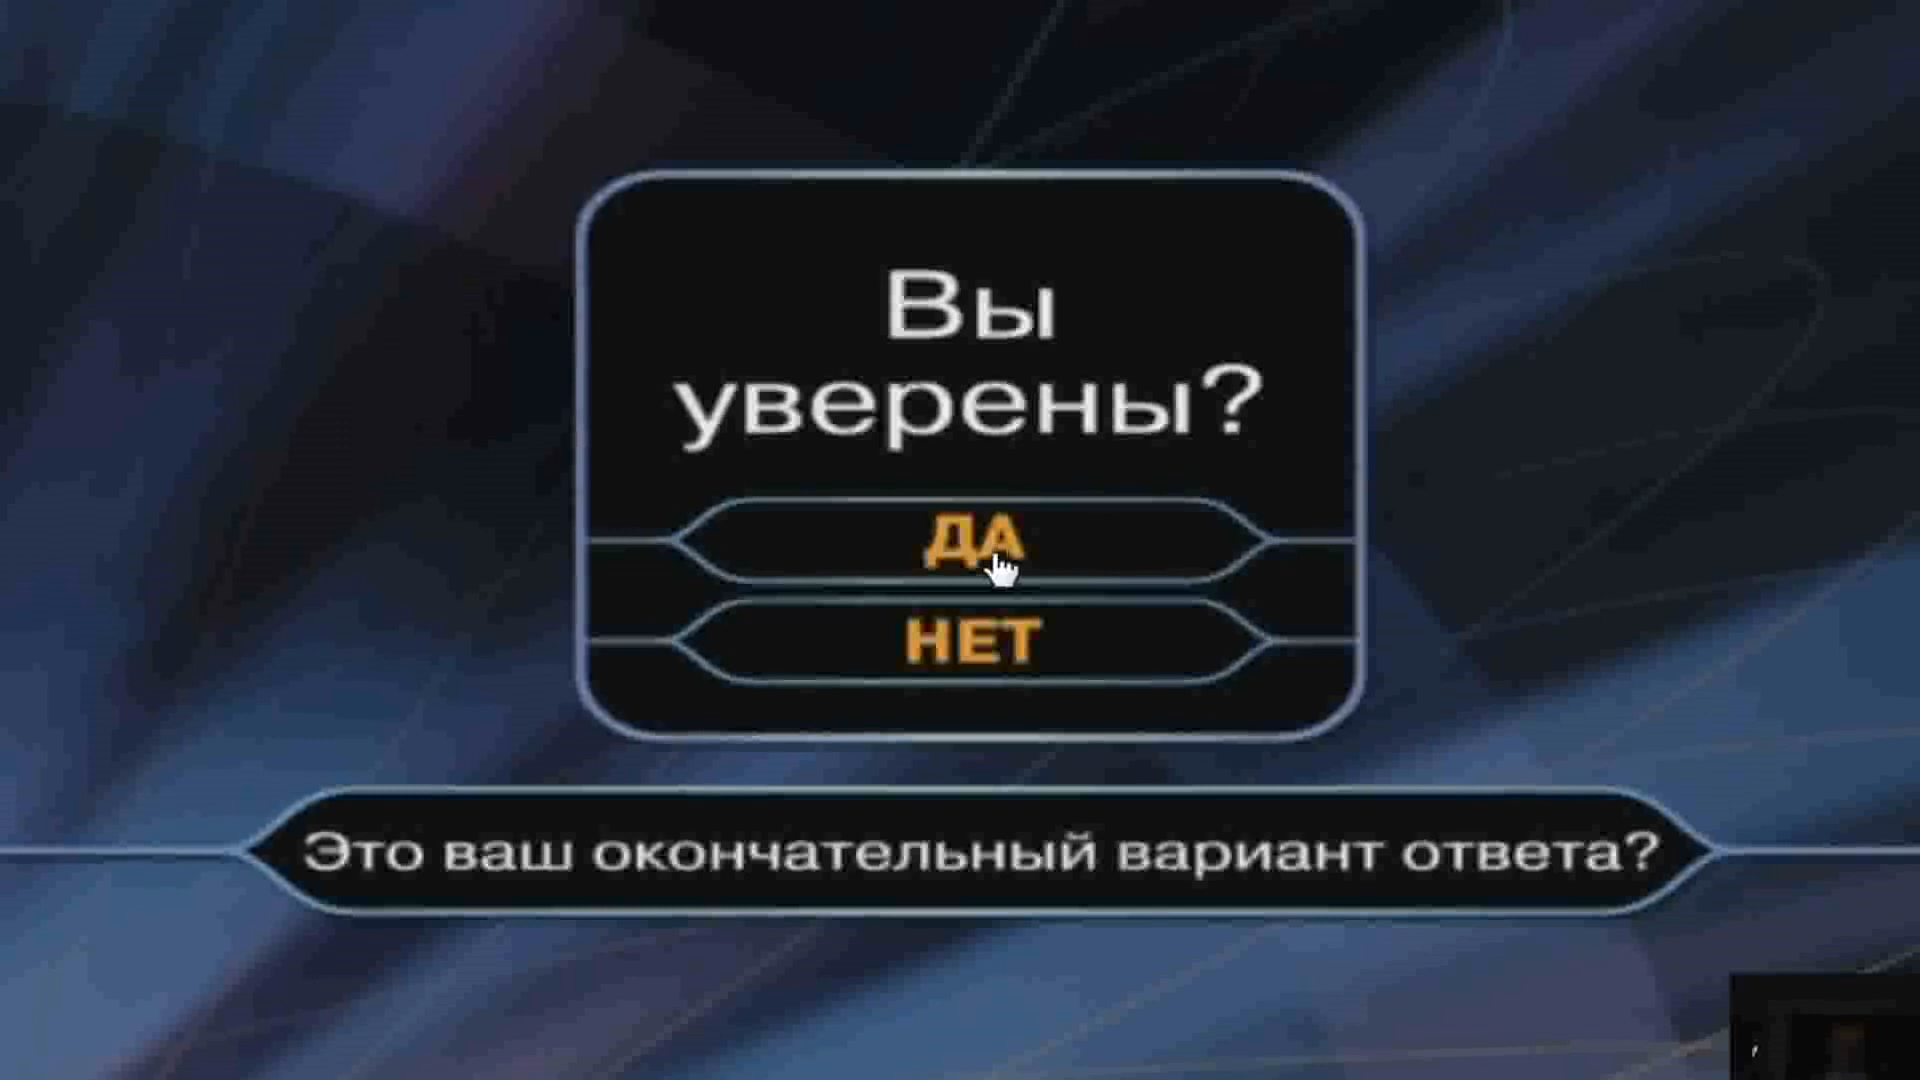 Вы
уверены?
ДА
НЕТ
Это ваш окончательный вариант ответа?